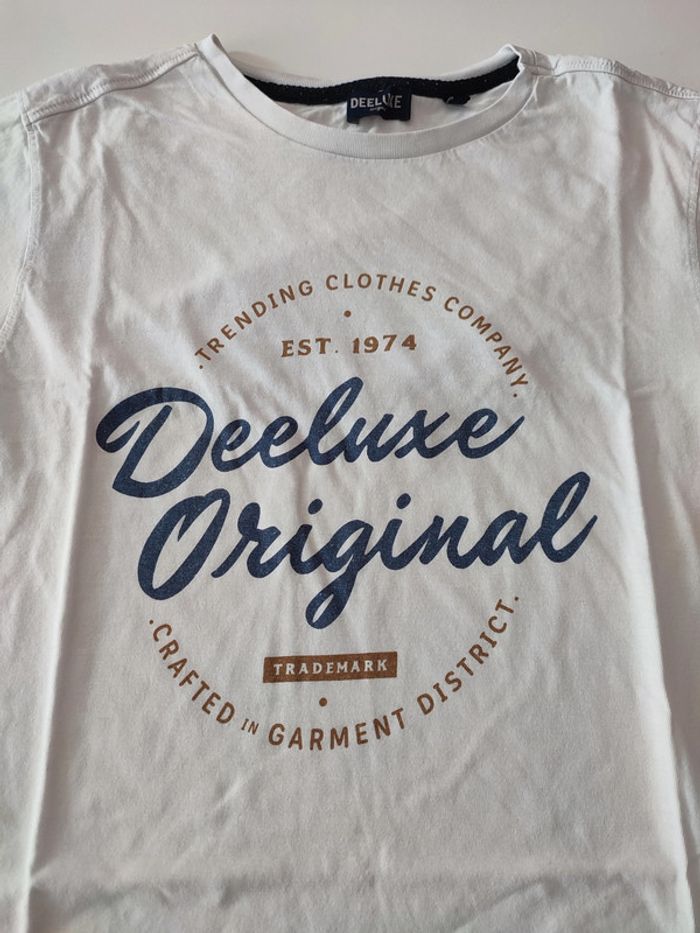 DEELUXE
.TRENDING CLOTHES COMPANY.
EST. 1974
Deeluxe
Original
TRADEMARK
.CRAFTED IN GARMENT DISTRICT.